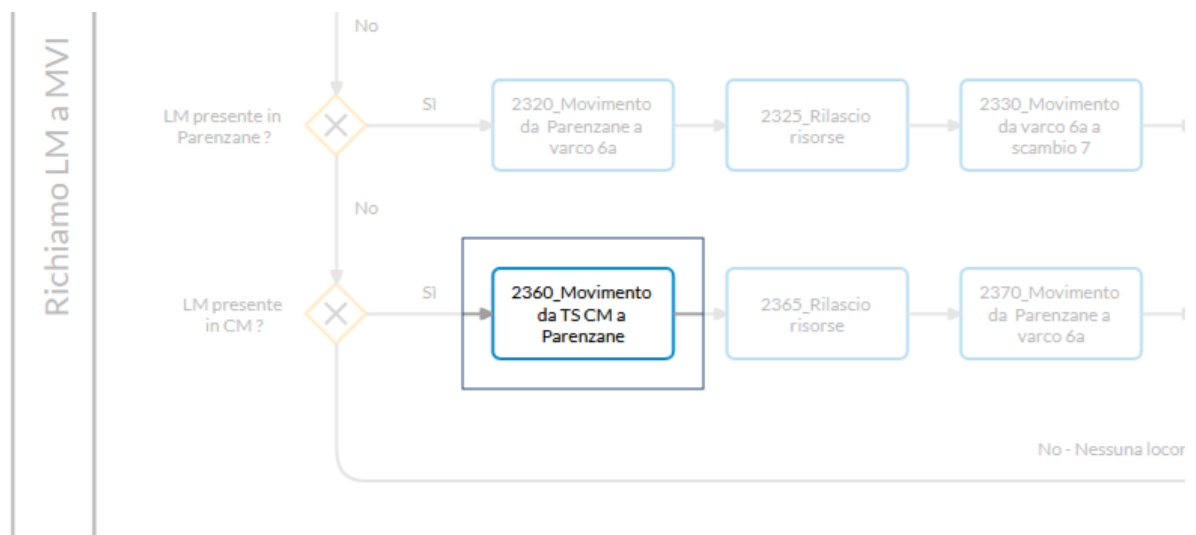 Richiamo LM a MVI
No
LM presente in
Parenzane ?
Sì
2320_Movimento
da Parenzane a
varco 6a
2325_Rilascio
risorse
2330_Movimento
da varco 6a a
scambio 7
No
LM presente
in CM ?
Sì
2360_Movimento
da TS CM a
Parenzane
2365_Rilascio
risorse
2370_Movimento
da Parenzane a
varco 6a
No - Nessuna locor